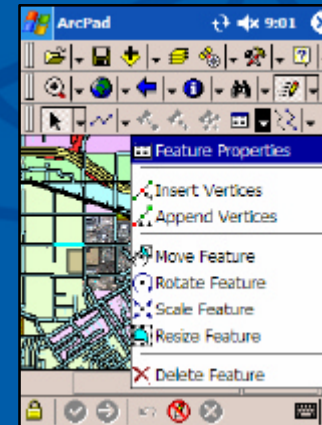 ArcPad 9:01
Feature Properties
Insert Vertices
Append Vertices
Move Feature
Rotate Feature
Scale Feature
Resize Feature
Delete Feature